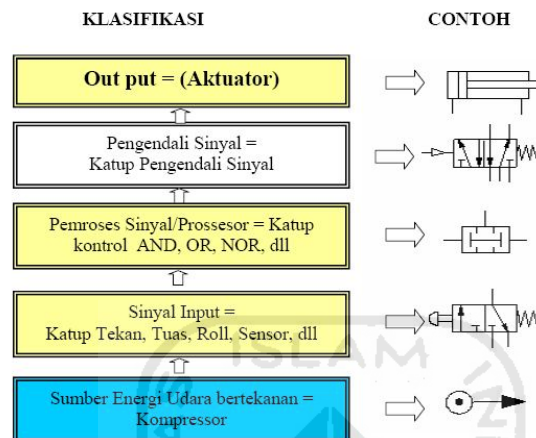 KLASIFIKASI
CONTOH
Out put = (Aktuator)
Pengendali Sinyal =
Katup Pengendali Sinyal
Pemroses Sinyal/Prossesor = Katup
kontrol AND, OR, NOR, dll
Sinyal Input =
Katup Tekan, Tuas, Roll, Sensor, dll
ISLAM
Sumber Energi Udara bertekanan =
Kompressor